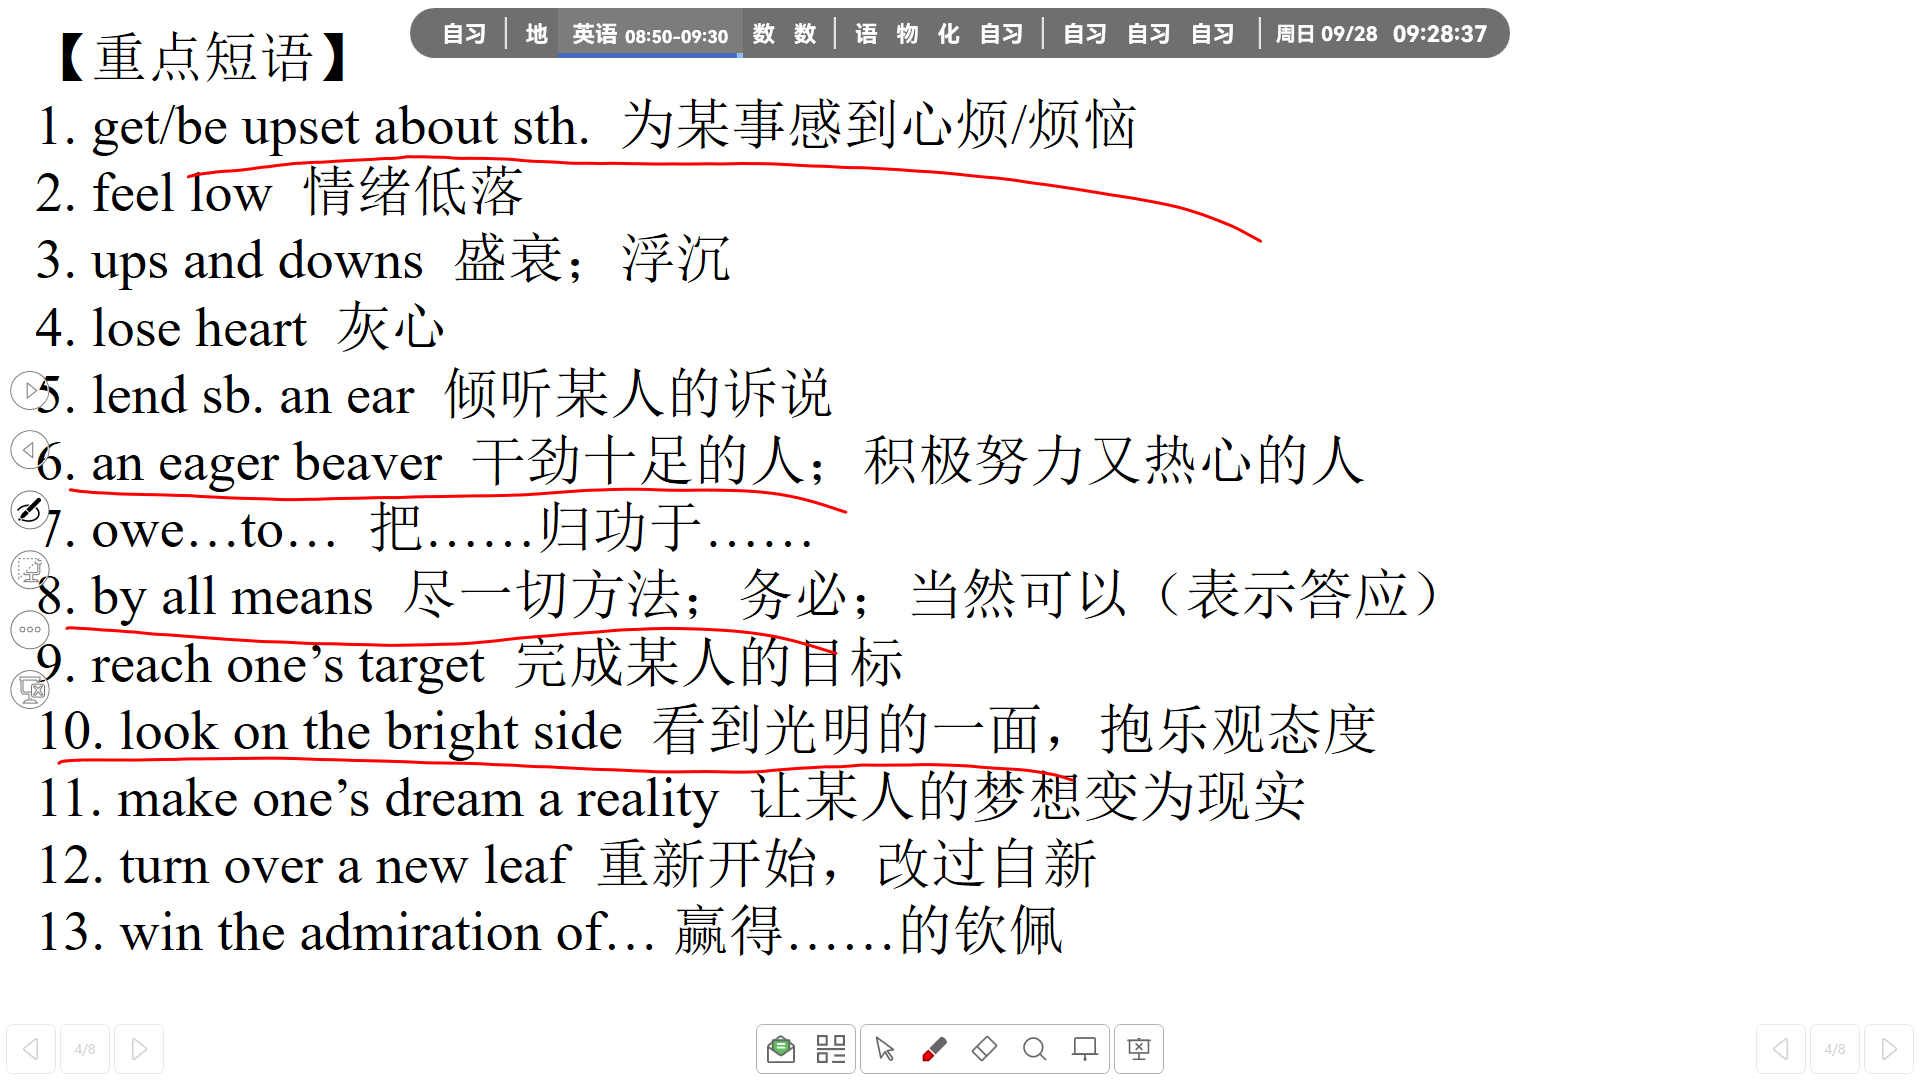 自习 | 地 英语 08:50-09:30 数 数 | 语 物 化 自习 | 自习 自习 自习 | 周日 09/28 09:28:37
【重点短语】
1. get/be upset about sth. 为某事感到心烦/烦恼
2. feel low 情绪低落
3. ups and downs 盛衰；浮沉
4. lose heart 灰心
5. lend sb. an ear 倾听某人的诉说
6. an eager beaver 干劲十足的人；积极努力又热心的人
7. owe…to… 把……归功于……
8. by all means 尽一切方法；务必；当然可以（表示答应）
9. reach one’s target 完成某人的目标
10. look on the bright side 看到光明的一面，抱乐观态度
11. make one’s dream a reality 让某人的梦想变为现实
12. turn over a new leaf 重新开始，改过自新
13. win the admiration of… 赢得……的钦佩
4/8
4/8